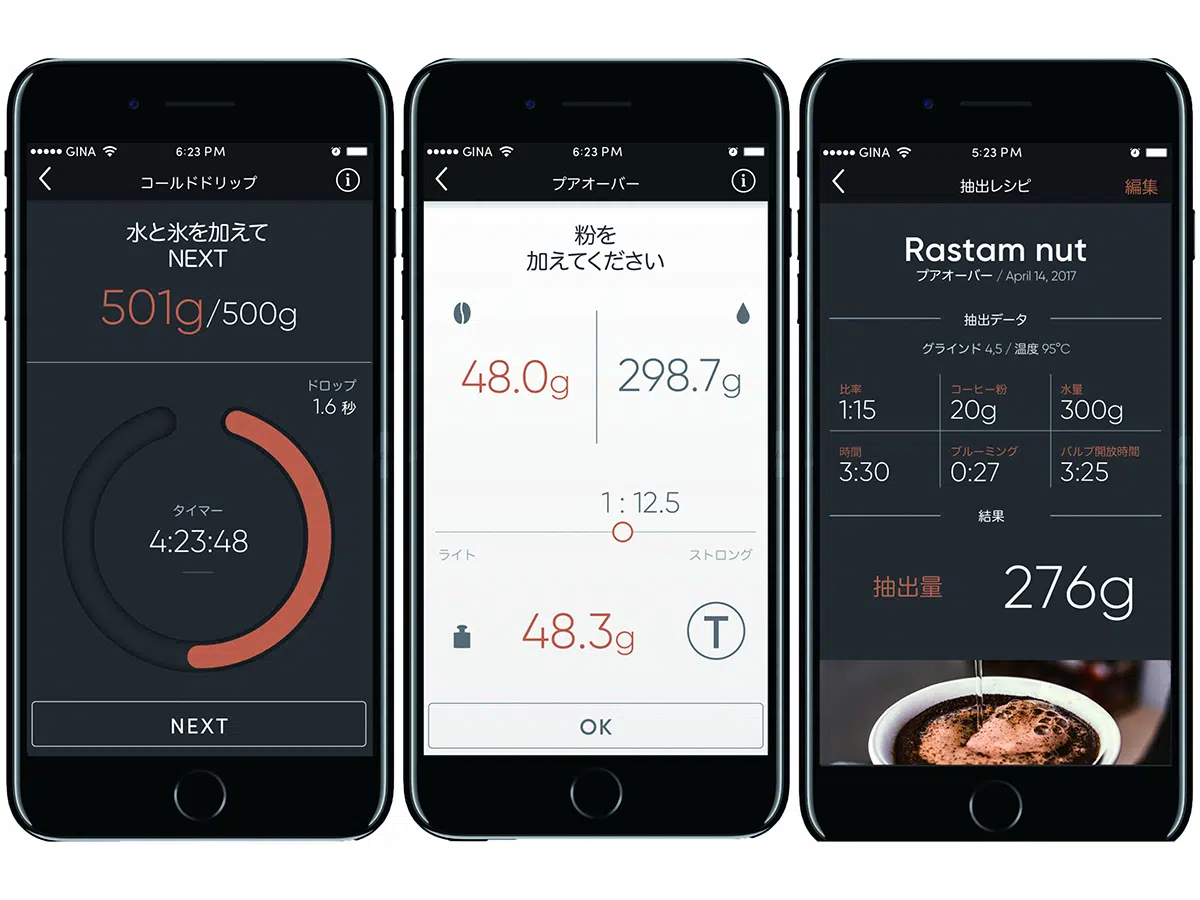 GINA 6:23 PM
コールドドリップ
水と氷を加えて
NEXT
501g/500g
ドロップ
1.6 秒
タイマー
4:23:48
NEXT
GINA 6:23 PM
プアオーバー
粉を
加えてください
48.0g 298.7g
1 : 12.5
ライト ストロング
48.3g T
OK
GINA 5:23 PM
抽出レシピ 編集
Rastam nut
プアオーバー / April 14, 2017
抽出データ
グラインド 4,5 / 温度 95°C
比率 コーヒー粉 水量
1:15 20g 300g
時間 ブルーミング バルブ開放時間
3:30 0:27 3:25
結果
抽出量 276g